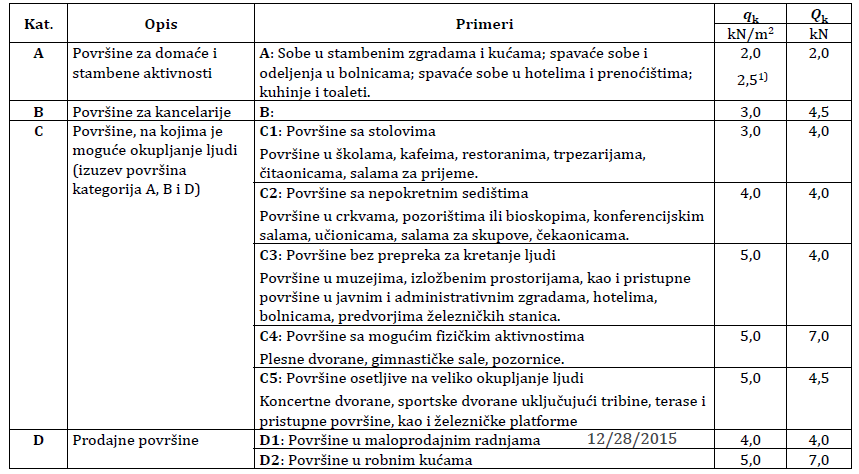 Kat. Opis Primeri qk Qk
kN/m2 kN
A Površine za domaće i A: Sobe u stambenim zgradama i kućama; spavaće sobe i 2,0 2,0
stambene aktivnosti odeljenja u bolnicama; spavaće sobe u hotelima i prenoćištima; 2,51)
kuhinje i toaleti.
B Površine za kancelarije B: 3,0 4,5
C Površine, na kojima je C1: Površine sa stolovima 3,0 4,0
moguće okupljanje ljudi Površine u školama, kafeima, restoranima, trpezarijama,
(izuzev površina čitaonicama, salama za prijeme.
kategorija A, B i D) C2: Površine sa nepokretnim sedištima 4,0 4,0
Površine u crkvama, pozorištima ili bioskopima, konferencijskim
salama, učionicama, salama za skupove, čekaonicama.
C3: Površine bez prepreka za kretanje ljudi 5,0 4,0
Površine u muzejima, izložbenim prostorijama, kao i pristupne
površine u javnim i administrativnim zgradama, hotelima,
bolnicama, predvorjima železničkih stanica.
C4: Površine sa mogućim fizičkim aktivnostima 5,0 7,0
Plesne dvorane, gimnastičke sale, pozornice.
C5: Površine osetljive na veliko okupljanje ljudi 5,0 4,5
Koncertne dvorane, sportske dvorane uključujući tribine, terase i
pristupne površine, kao i železničke platforme
D Prodajne površine D1: Površine u maloprodajnim radnjama 12/28/2015 4,0 4,0
D2: Površine u robnim kućama 5,0 7,0